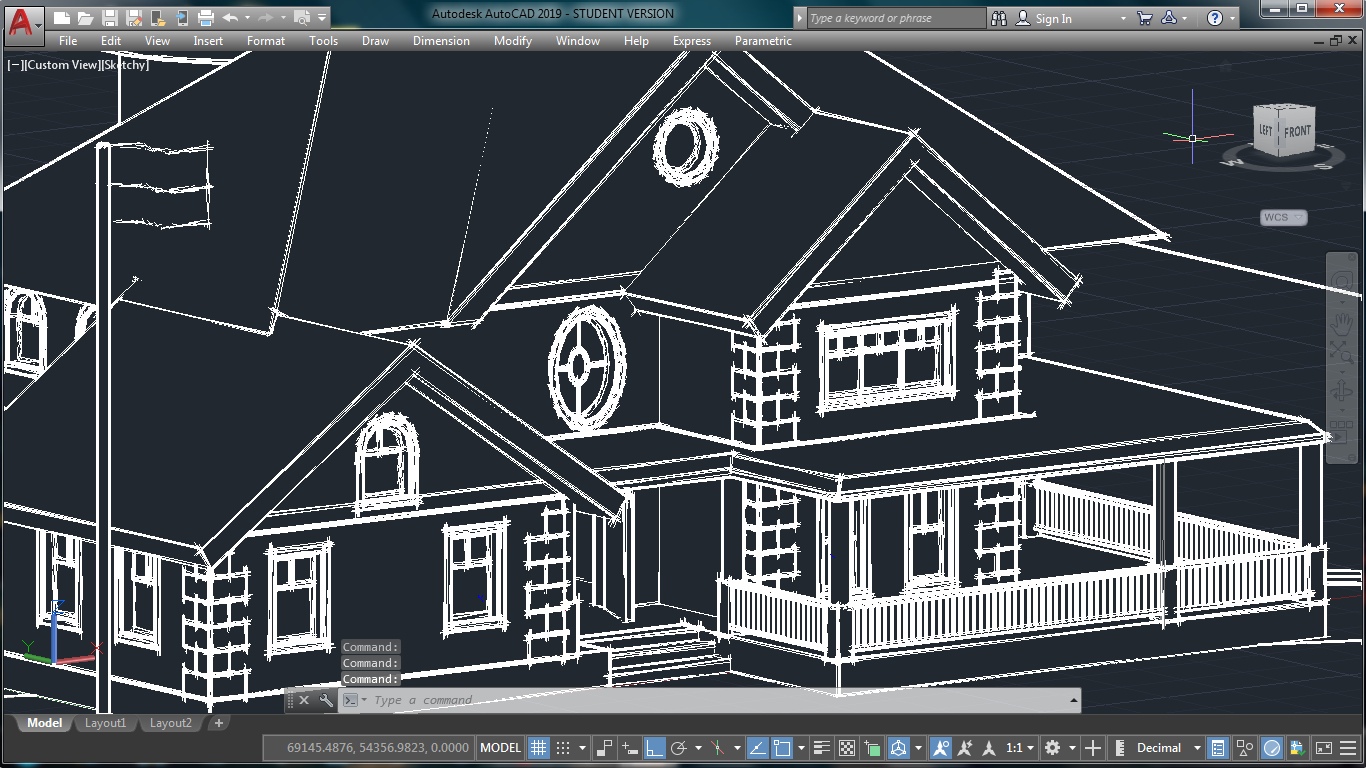 Autodesk AutoCAD 2019 - STUDENT VERSION
Type a keyword or phrase
Sign In
File Edit View Insert Format Tools Draw Dimension Modify Window Help Express Parametric
[−][Custom View][Sketchy]
LEFT FRONT
W S
WCS
Y X Z
Command:
Command:
Command:
Type a command
Model Layout1 Layout2
69145.4876, 54356.9823, 0.0000 MODEL 1:1 Decimal